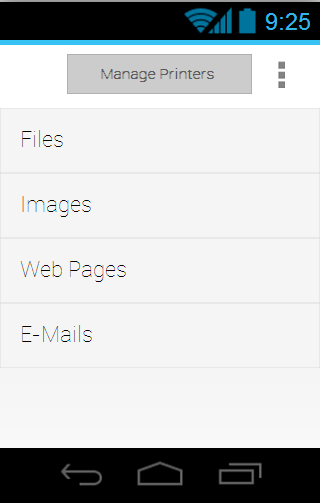 9:25
Manage Printers
Files
Images
Web Pages
E-Mails